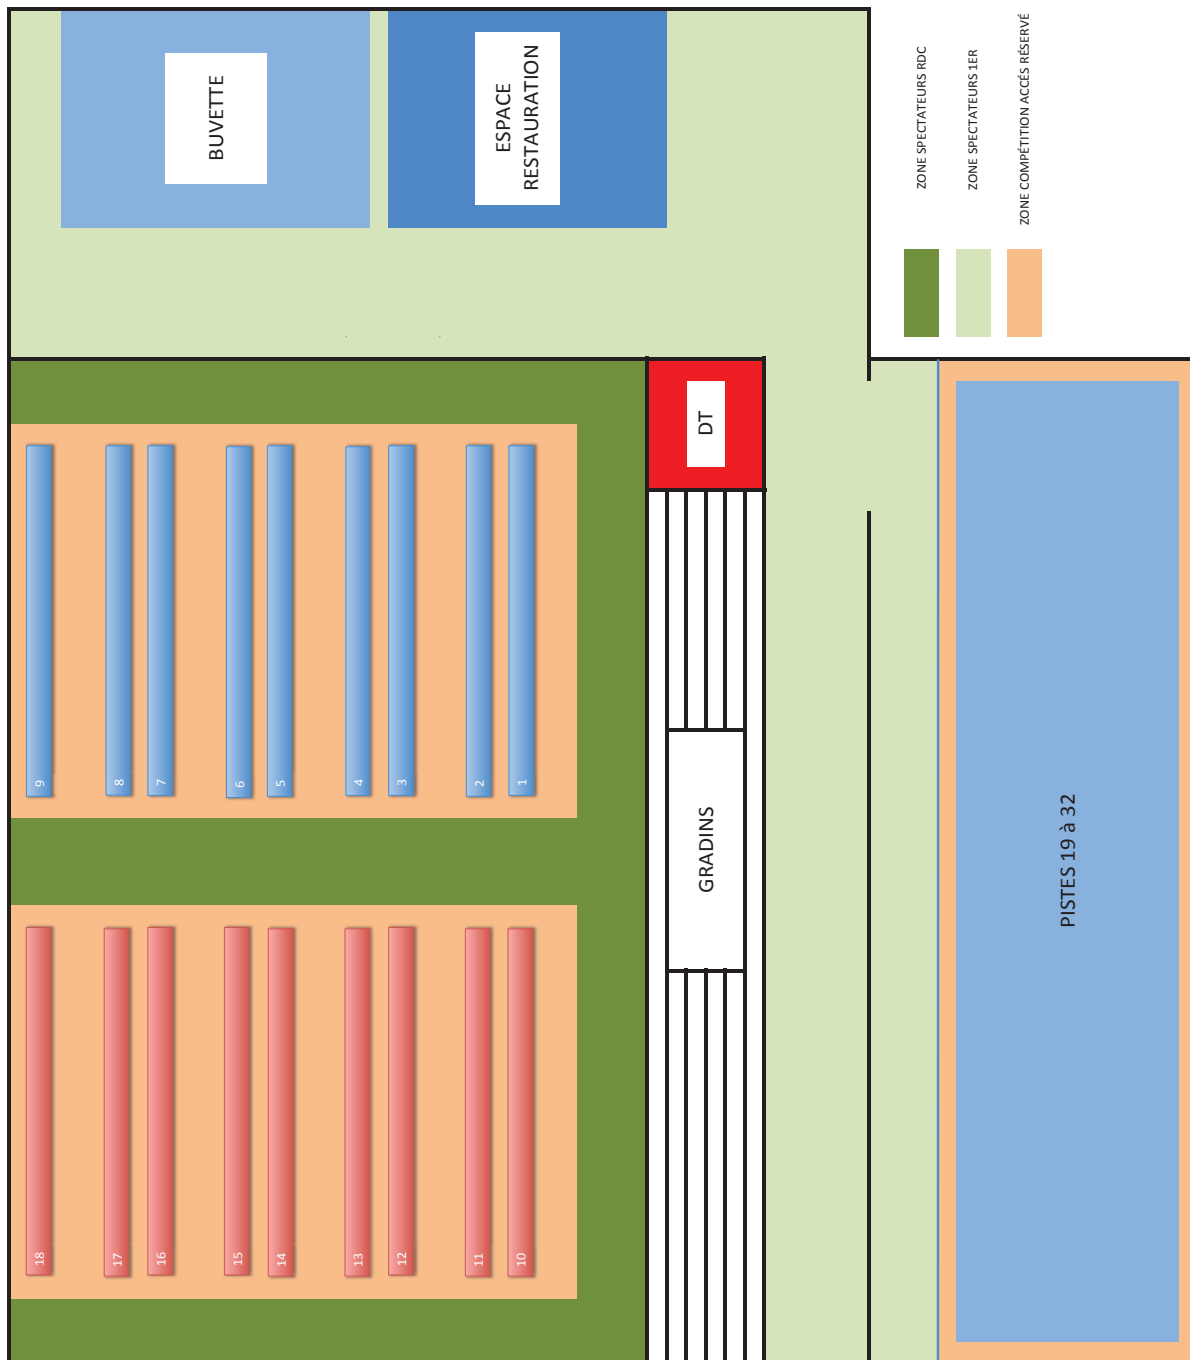 BUVETTE
ESPACE
RESTAURATION
ZONE SPECTATEURS RDC
ZONE SPECTATEURS 1ER
ZONE COMPÉTITION ACCÉS RÉSERVÉ
DT
9
8
7
6
5
4
3
2
1
GRADINS
PISTES 19 à 32
18
17
16
15
14
13
12
11
10